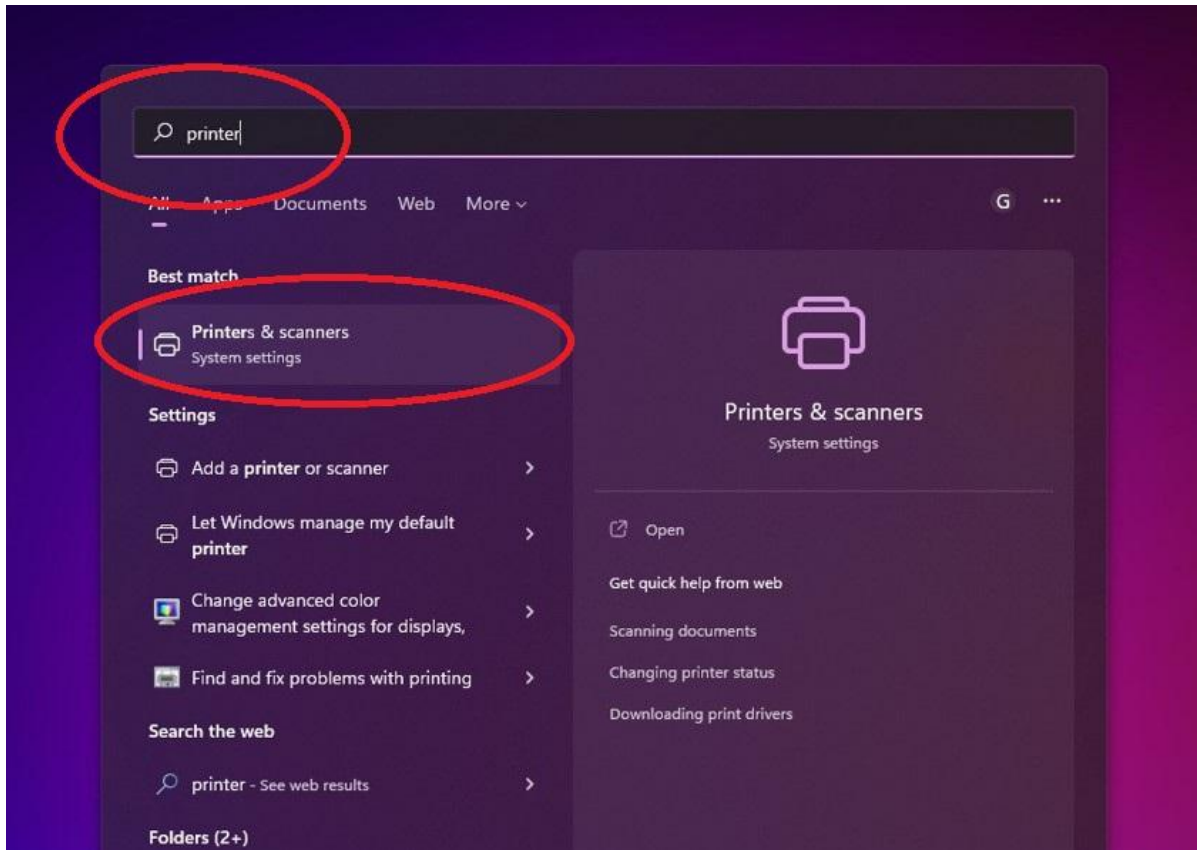 printer
All Apps Documents Web More
G ...
Best match
Printers & scanners
System settings
Settings
Add a printer or scanner
Let Windows manage my default
printer
Change advanced color
management settings for displays,
Find and fix problems with printing
Search the web
printer - See web results
Folders (2+)
Printers & scanners
System settings
Open
Get quick help from web
Scanning documents
Changing printer status
Downloading print drivers